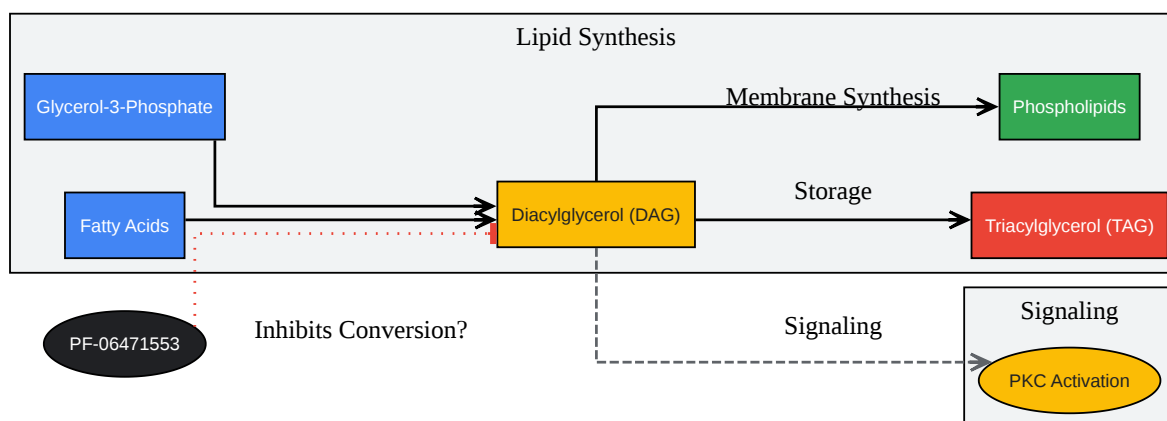 Lipid Synthesis
Glycerol-3-Phosphate
Membrane Synthesis
Phospholipids
Fatty Acids
Diacylglycerol (DAG)
Storage
Triacylglycerol (TAG)
PF-06471553
Inhibits Conversion?
Signaling
Signaling
PKC Activation